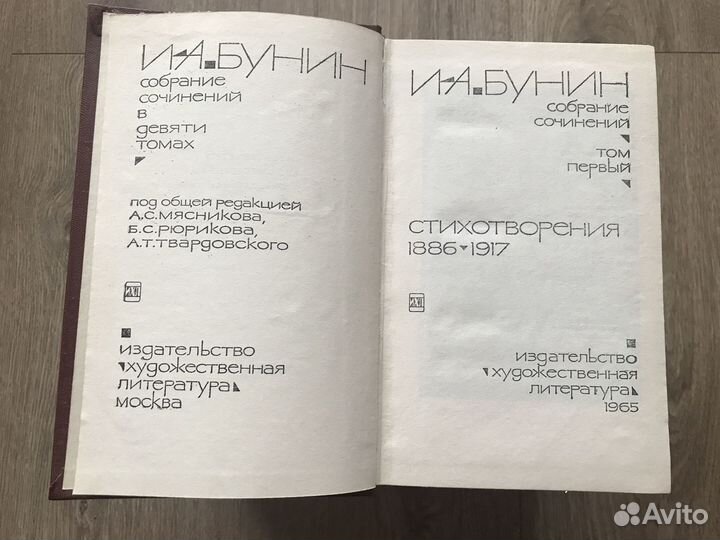 И·А·БУНИН
собрание
сочинений
в
девяти
томах
под общей редакцией
А.С.МЯСНИКОВА,
Б.С.РЮРИКОВА,
А.Т.ТВАРДОВСКОГО
издательство
художественная
литература
москва
И·А·БУНИН
собрание
сочинений
том
первый
СТИХОТВОРЕНИЯ
1886 1917
издательство
художественная
литература
1965
Avito